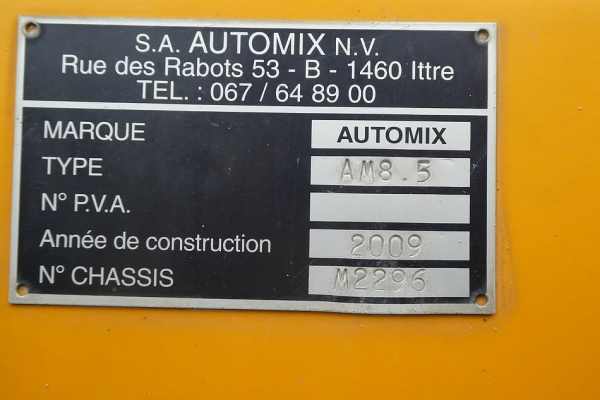 S.A. AUTOMIX N.V.
Rue des Rabots 53 - B - 1460 Ittre
TEL. : 067 / 64 89 00
MARQUE AUTOMIX
TYPE AM8.5
N° P.V.A.
Année de construction 2009
N° CHASSIS M2296